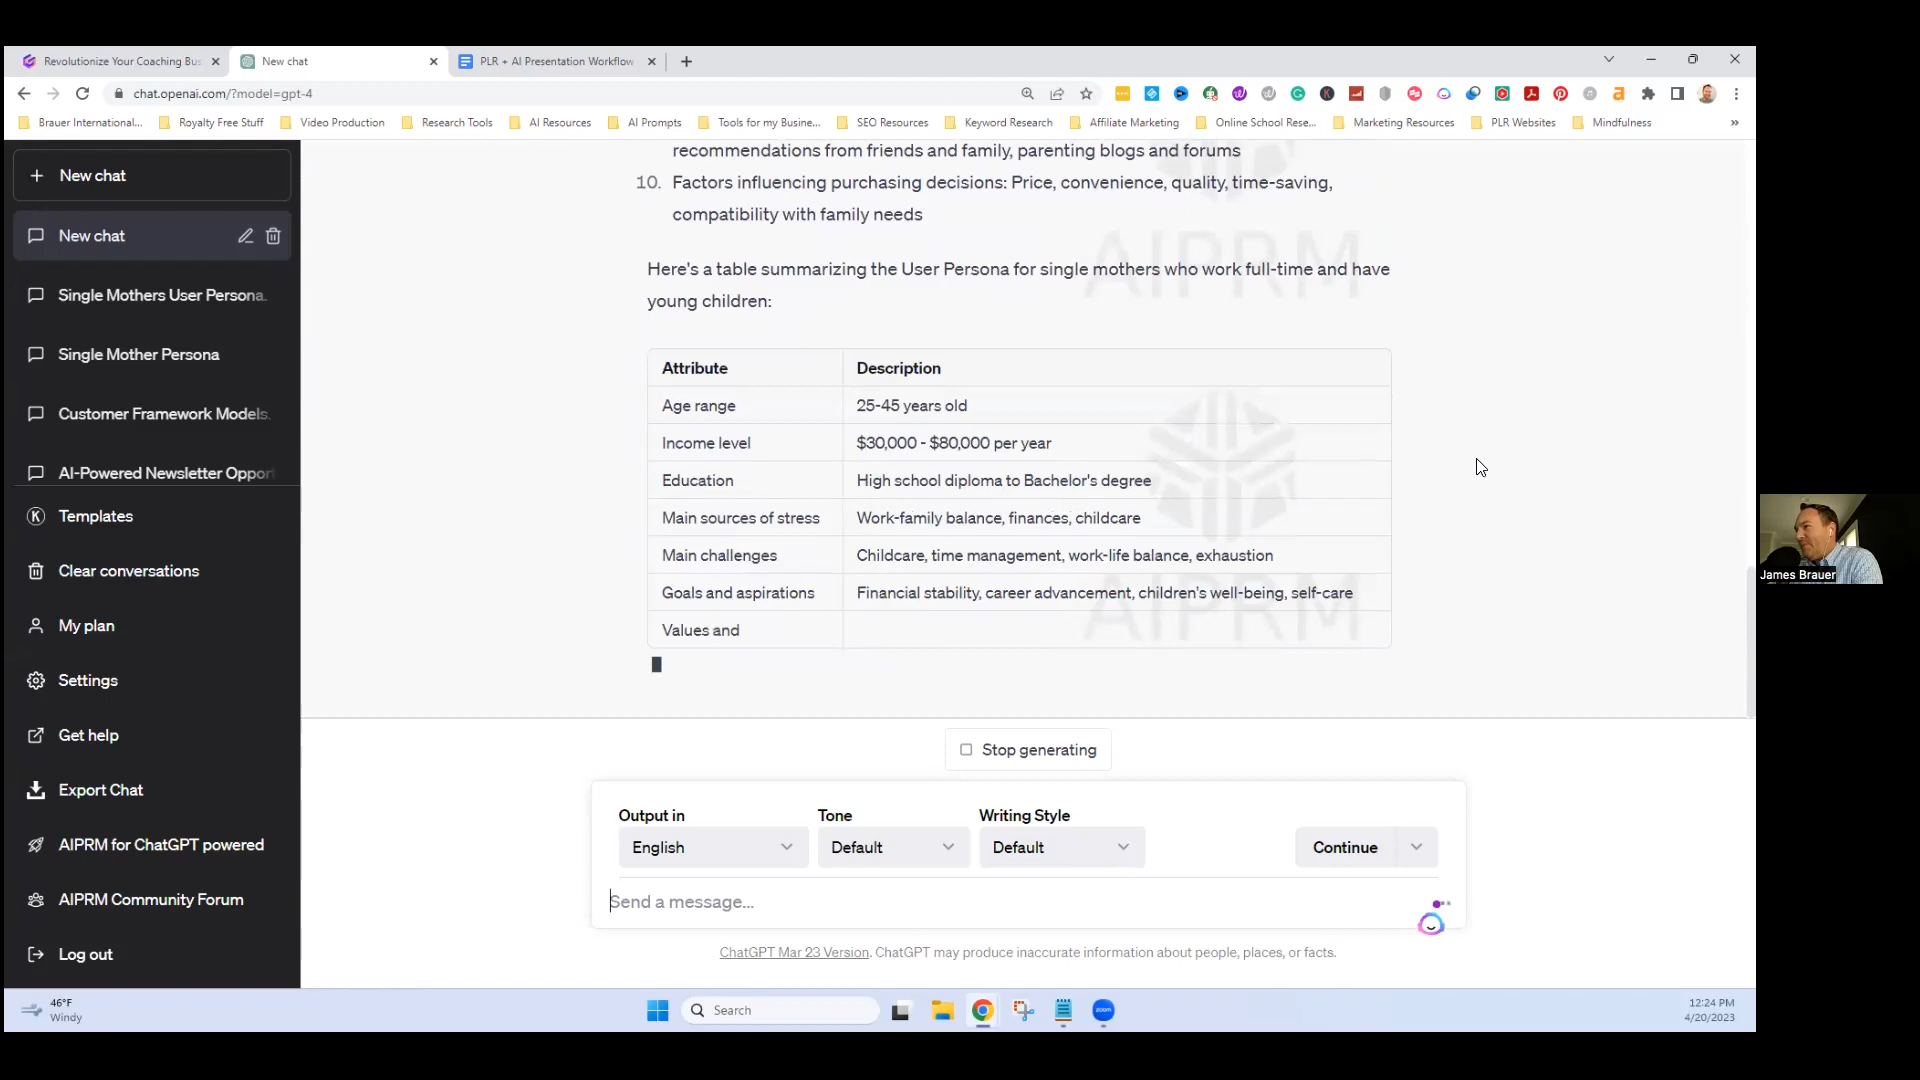 Revolutionize Your Coaching Bus
New chat
PLR + AI Presentation Workflow
chat.openai.com/?model=gpt-4
Brauer International...
Royalty Free Stuff
Video Production
Research Tools
AI Resources
AI Prompts
Tools for my Busine...
SEO Resources
Keyword Research
Affiliate Marketing
Online School Rese...
Marketing Resources
PLR Websites
Mindfulness
New chat
New chat
Single Mothers User Persona.
Single Mother Persona
Customer Framework Models.
AI-Powered Newsletter Oppor
Templates
Clear conversations
My plan
Settings
Get help
Export Chat
AIPRM for ChatGPT powered
AIPRM Community Forum
Log out
recommendations from friends and family, parenting blogs and forums
10. Factors influencing purchasing decisions: Price, convenience, quality, time-saving,
compatibility with family needs
AIPRM
Here's a table summarizing the User Persona for single mothers who work full-time and have
young children:
Attribute Description
Age range 25-45 years old
Income level $30,000 - $80,000 per year
Education High school diploma to Bachelor's degree
Main sources of stress Work-family balance, finances, childcare
Main challenges Childcare, time management, work-life balance, exhaustion
Goals and aspirations Financial stability, career advancement, children's well-being, self-care
Values and
AIPRM
Stop generating
Output in Tone Writing Style
English Default Default Continue
Send a message...
ChatGPT Mar 23 Version. ChatGPT may produce inaccurate information about people, places, or facts.
James Brauer
46°F
Windy
Search
zoom
12:24 PM
4/20/2023